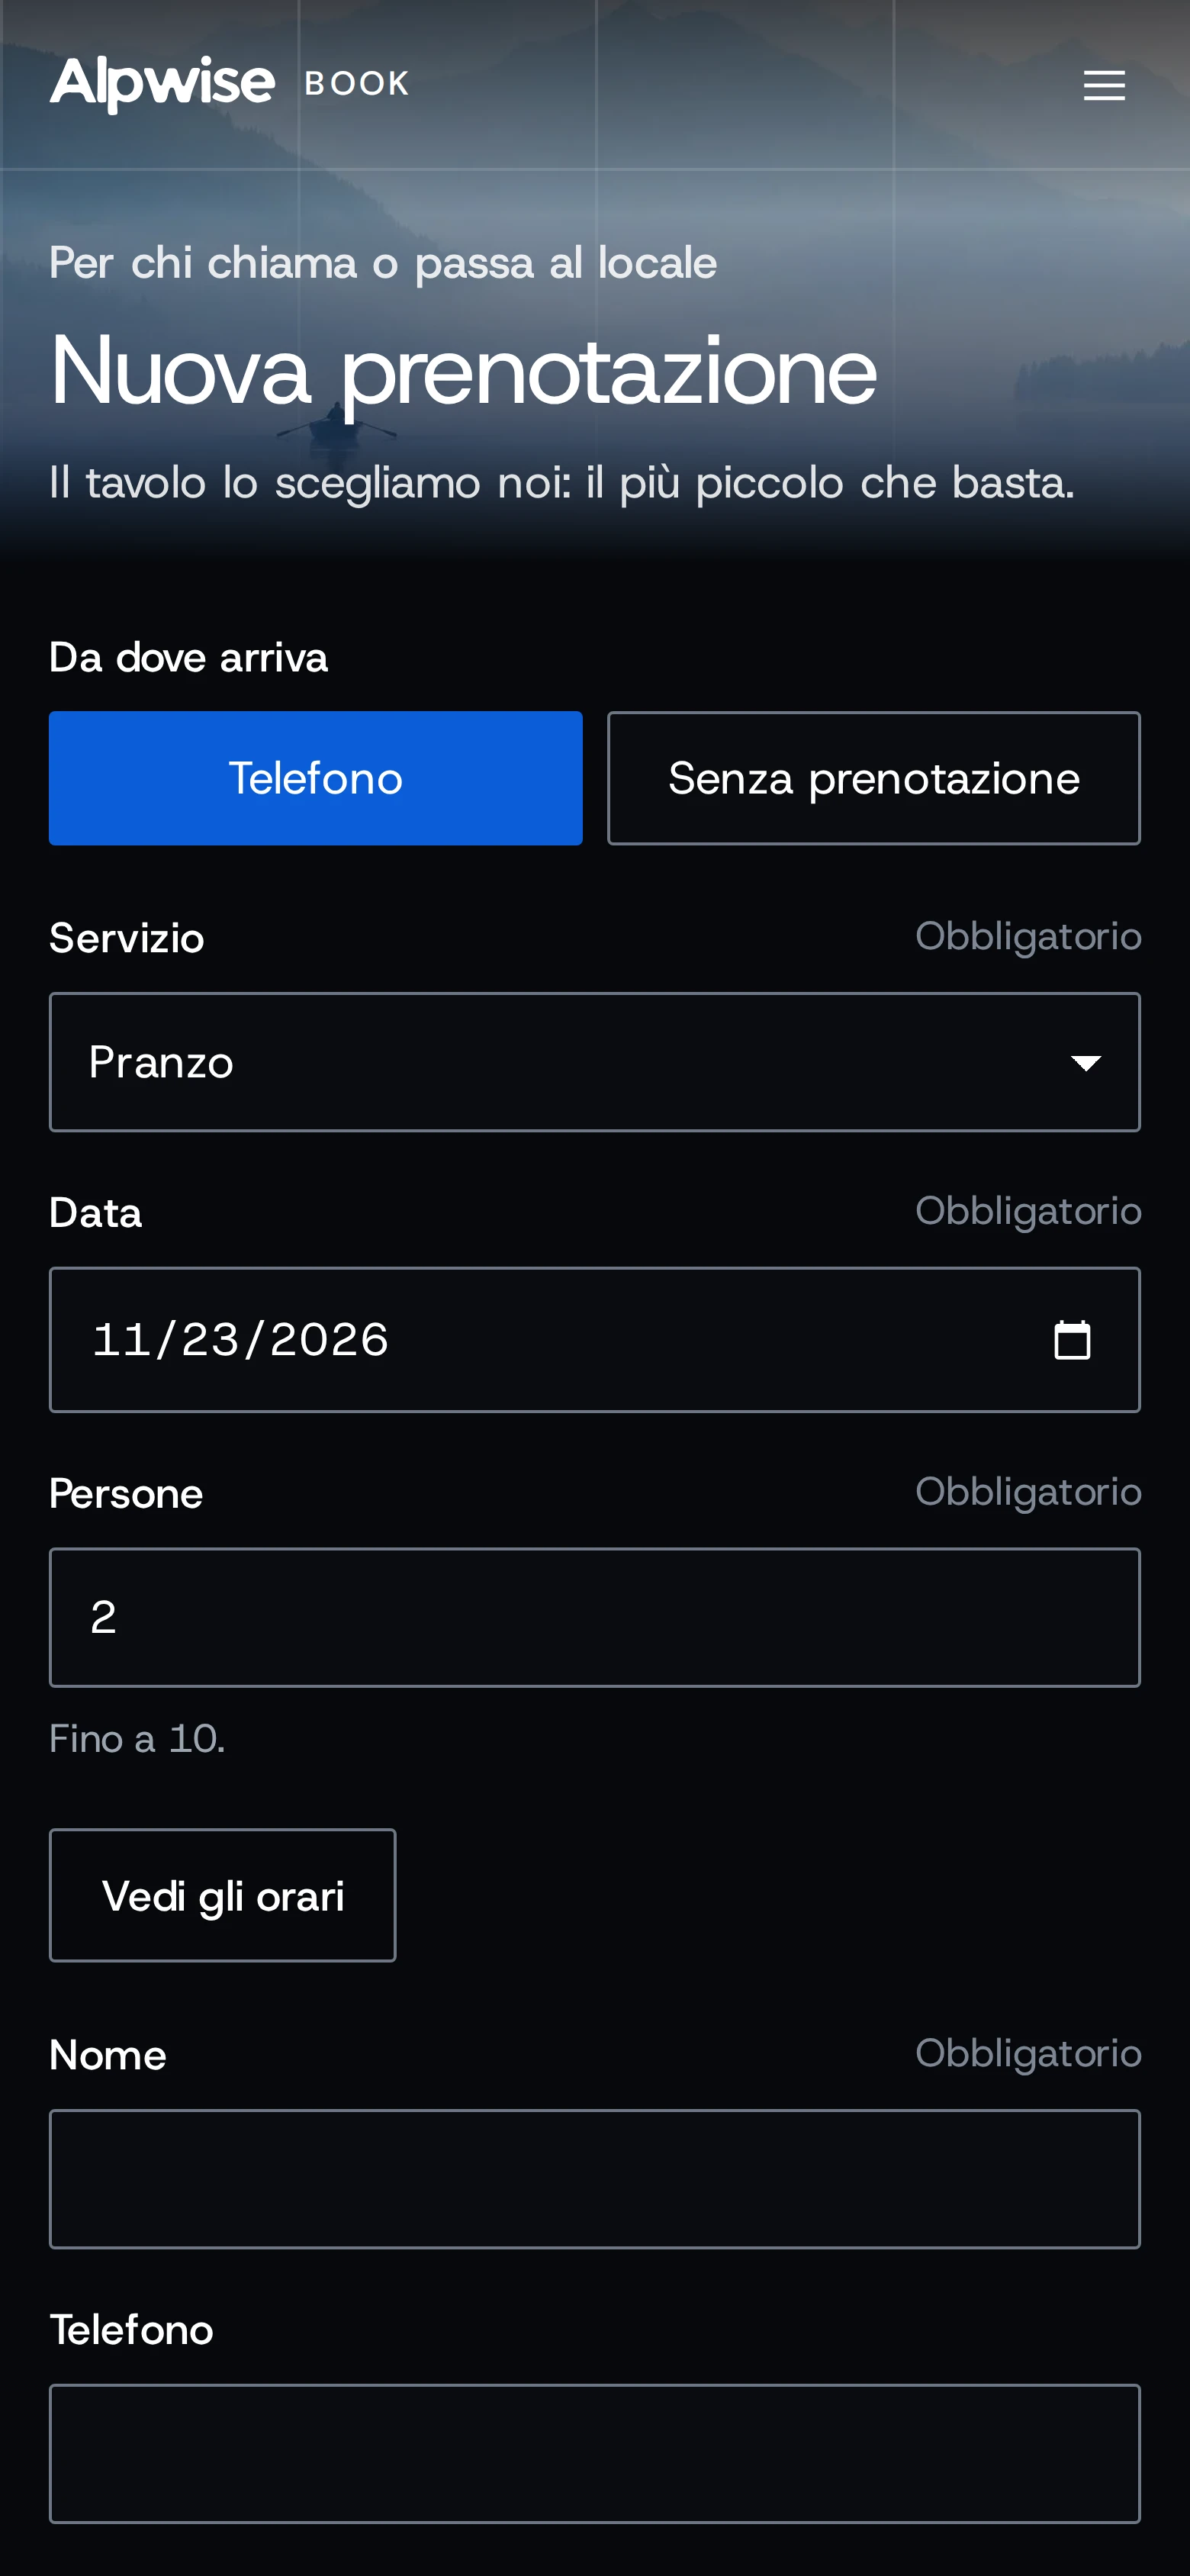 Alpwise BOOK
Per chi chiama o passa al locale
Nuova prenotazione
Il tavolo lo scegliamo noi: il più piccolo che basta.
Da dove arriva
Telefono Senza prenotazione
Servizio Obbligatorio
Pranzo
Data Obbligatorio
11/23/2026
Persone Obbligatorio
2
Fino a 10.
Vedi gli orari
Nome Obbligatorio
Telefono